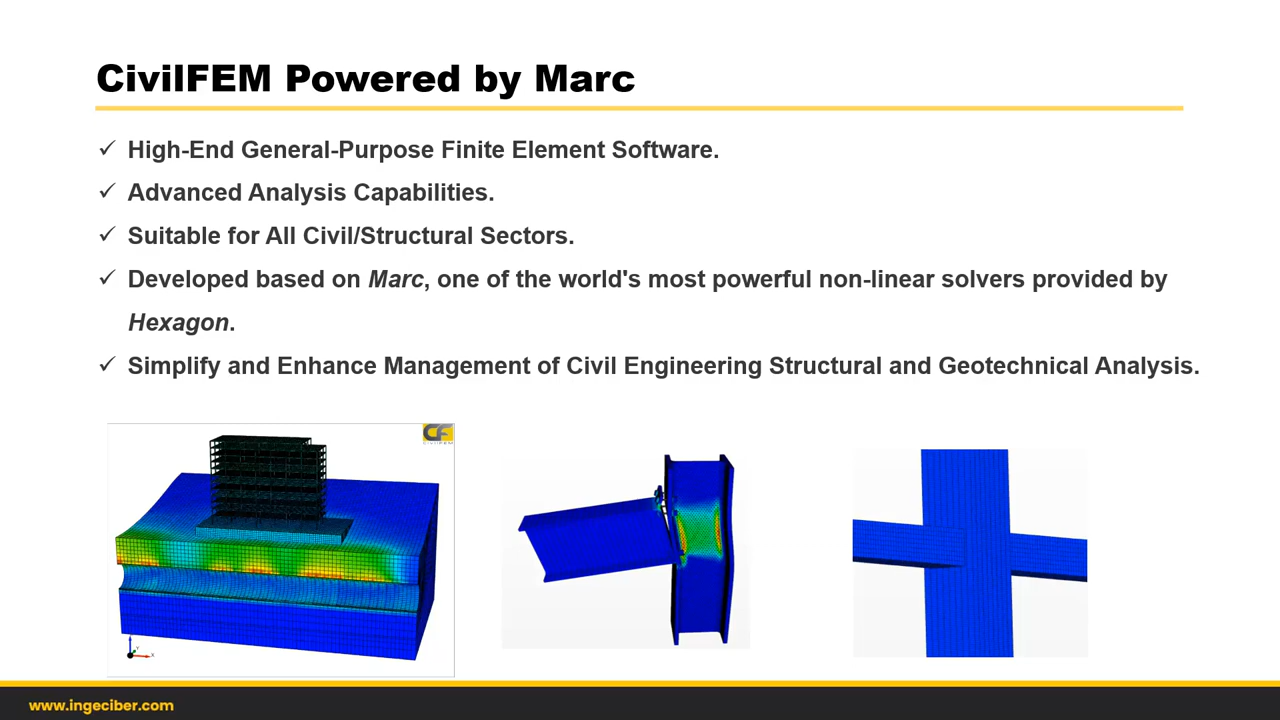 CivilFEM Powered by Marc
✓ High-End General-Purpose Finite Element Software.
✓ Advanced Analysis Capabilities.
✓ Suitable for All Civil/Structural Sectors.
✓ Developed based on Marc, one of the world's most powerful non-linear solvers provided by
Hexagon.
✓ Simplify and Enhance Management of Civil Engineering Structural and Geotechnical Analysis.
CF
CIVILFEM
X
www.ingeciber.com